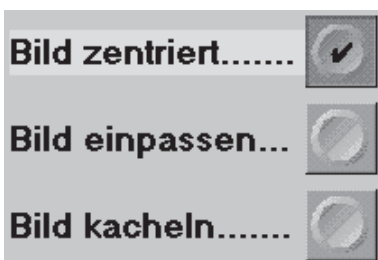 Bild zentriert.......
Bild einpassen...
Bild kacheln.......